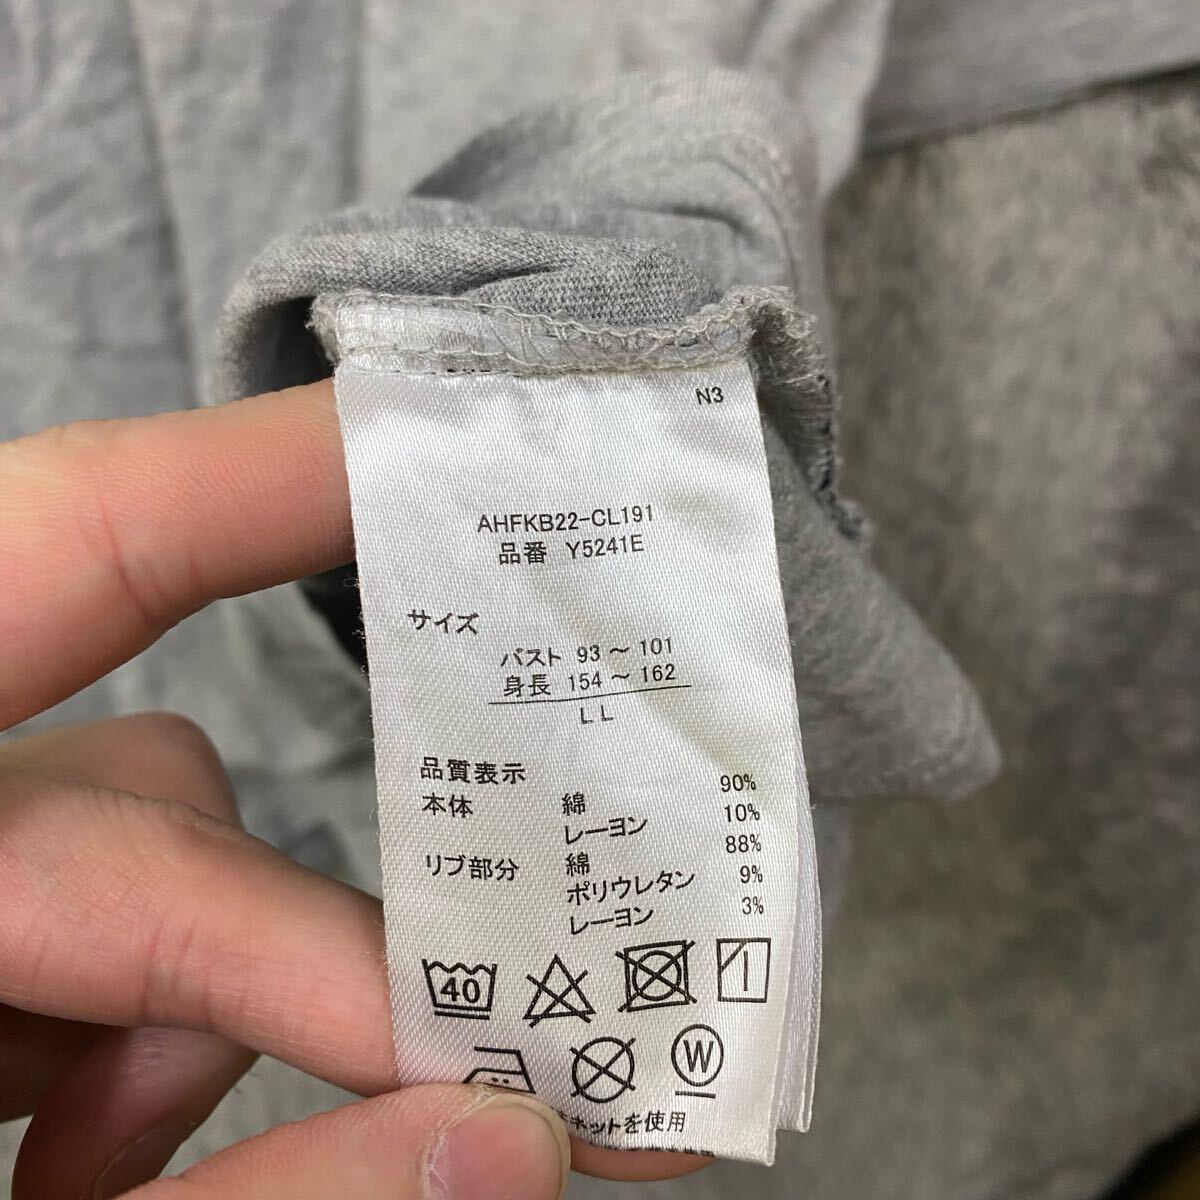 N3
AHFKB22-CL191
品番 Y5241E
サイズ
バスト 93 ~ 101
身長 154 ~ 162
LL
品質表示
本体 綿 90%
レーヨン 10%
リブ部分 綿 88%
ポリウレタン 9%
レーヨン 3%
40
W
ネットを使用